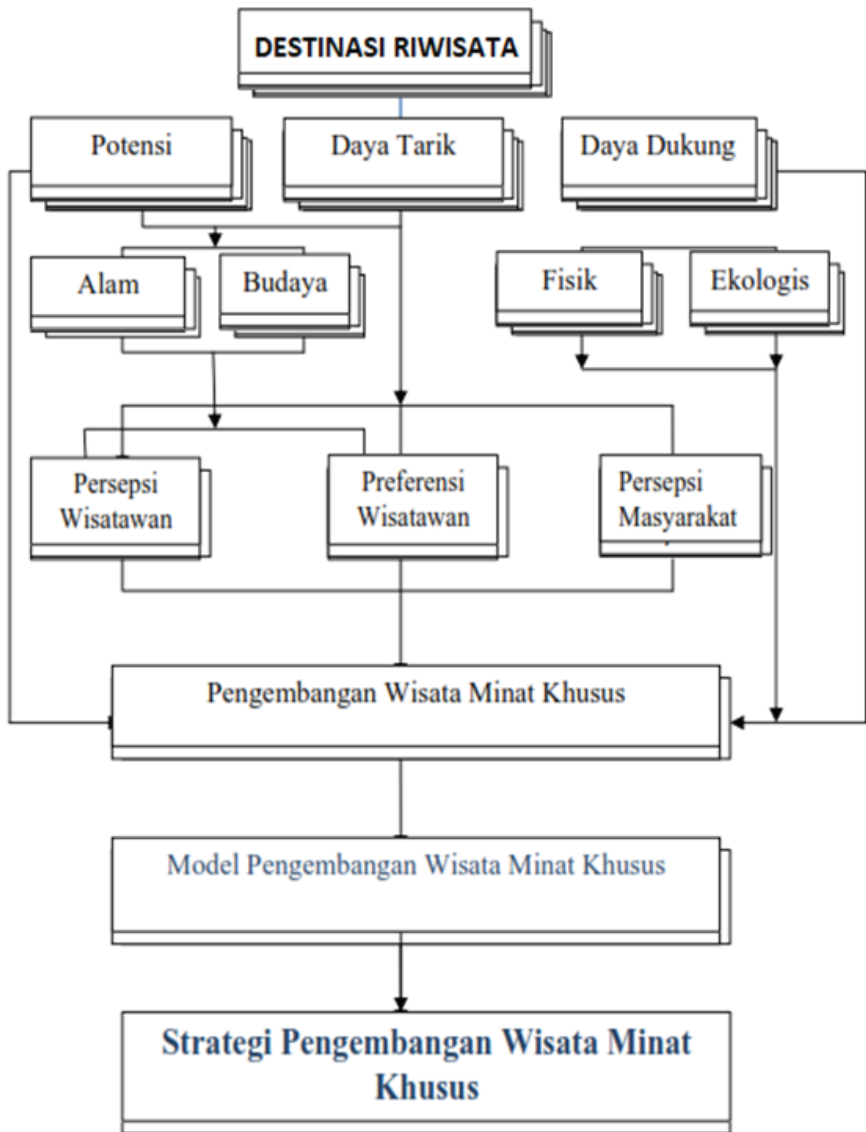 DESTINASI RIWISATA
Potensi
Daya Tarik
Daya Dukung
Alam
Budaya
Fisik
Ekologis
Persepsi
Wisatawan
Preferensi
Wisatawan
Persepsi
Masyarakat
Pengembangan Wisata Minat Khusus
Model Pengembangan Wisata Minat Khusus
Strategi Pengembangan Wisata Minat
Khusus